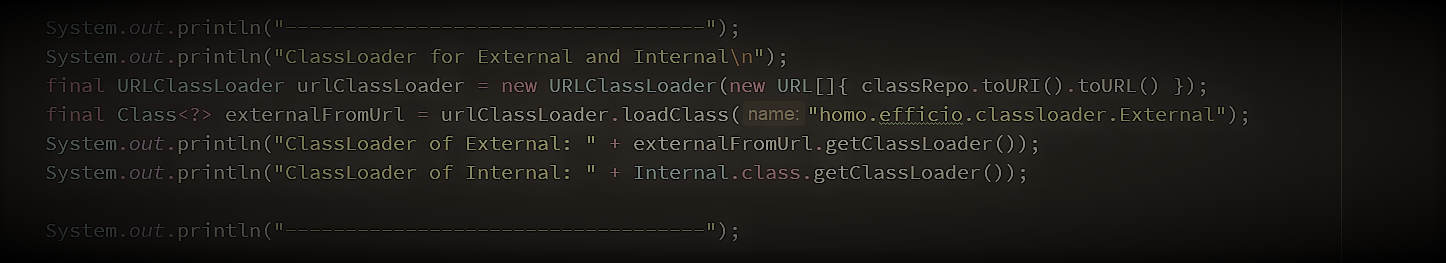 System.out.println("-----------------------------------");
System.out.println("ClassLoader for External and Internal\n");
final URLClassLoader urlClassLoader = new URLClassLoader(new URL[]{ classRepo.toURI().toURL() });
final Class<?> externalFromUrl = urlClassLoader.loadClass( name: "homo.efficio.classloader.External");
System.out.println("ClassLoader of External: " + externalFromUrl.getClassLoader());
System.out.println("ClassLoader of Internal: " + Internal.class.getClassLoader());
System.out.println("-----------------------------------");